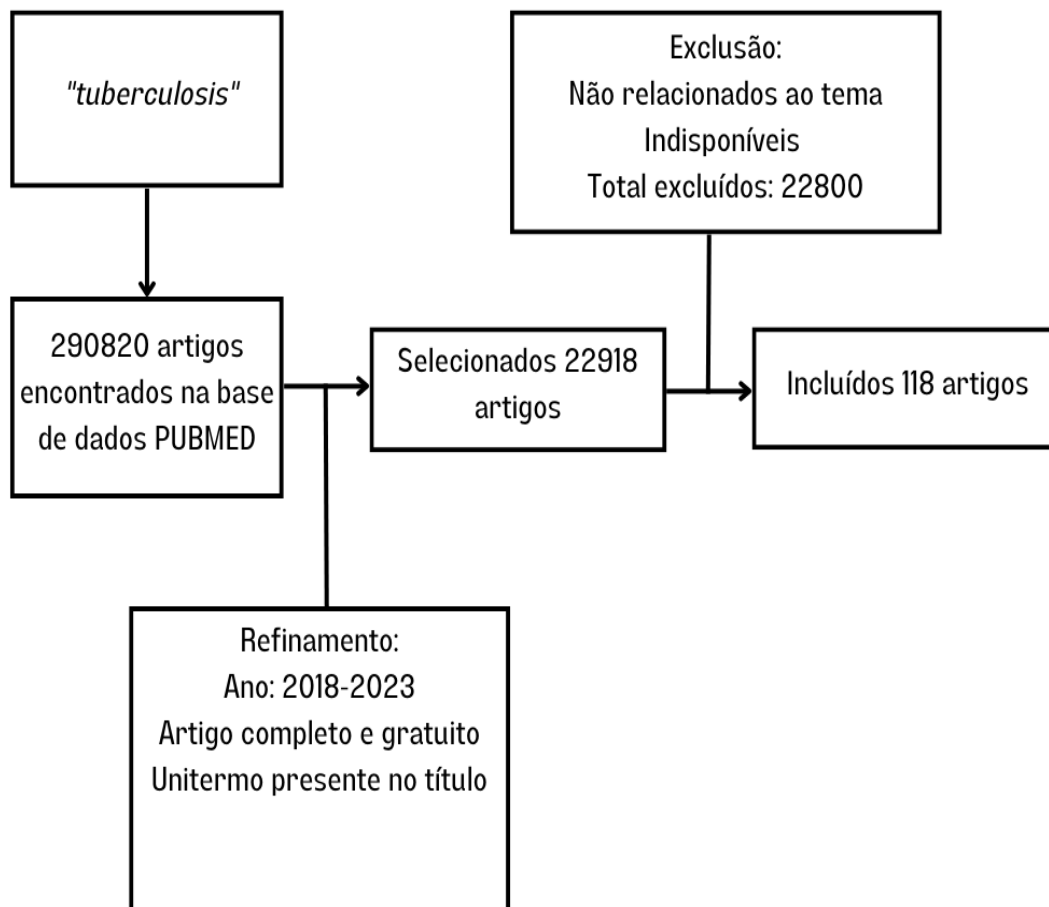 "tuberculosis"
Exclusão:
Não relacionados ao tema
Indisponíveis
Total excluídos: 22800
290820 artigos
encontrados na base
de dados PUBMED
Selecionados 22918
artigos
Incluídos 118 artigos
Refinamento:
Ano: 2018-2023
Artigo completo e gratuito
Unitermo presente no título